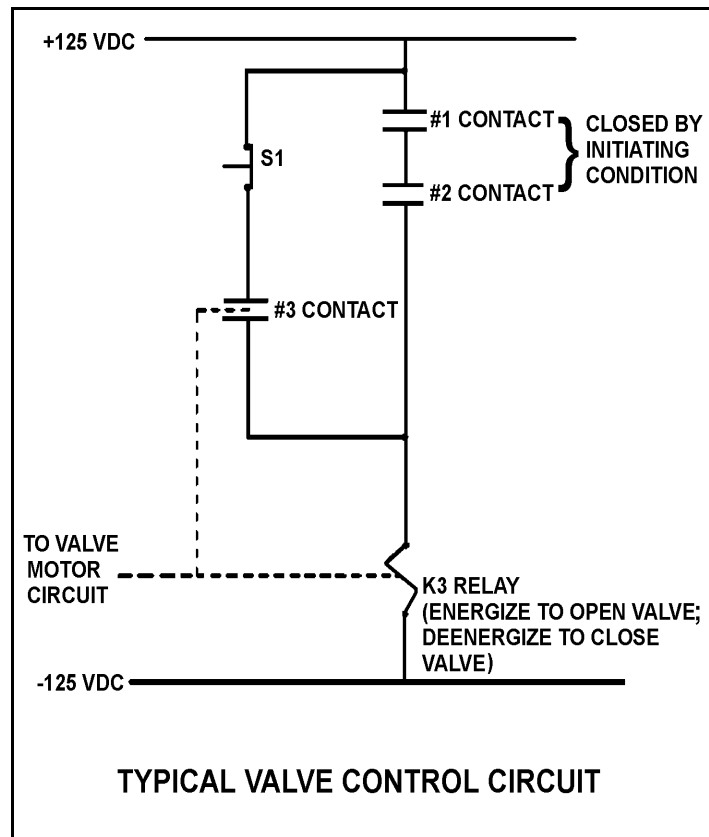 +125 VDC
#1 CONTACT
#2 CONTACT
CLOSED BY
INITIATING
CONDITION
S1
#3 CONTACT
TO VALVE
MOTOR
CIRCUIT
K3 RELAY
(ENERGIZE TO OPEN VALVE;
DEENERGIZE TO CLOSE
VALVE)
-125 VDC
TYPICAL VALVE CONTROL CIRCUIT